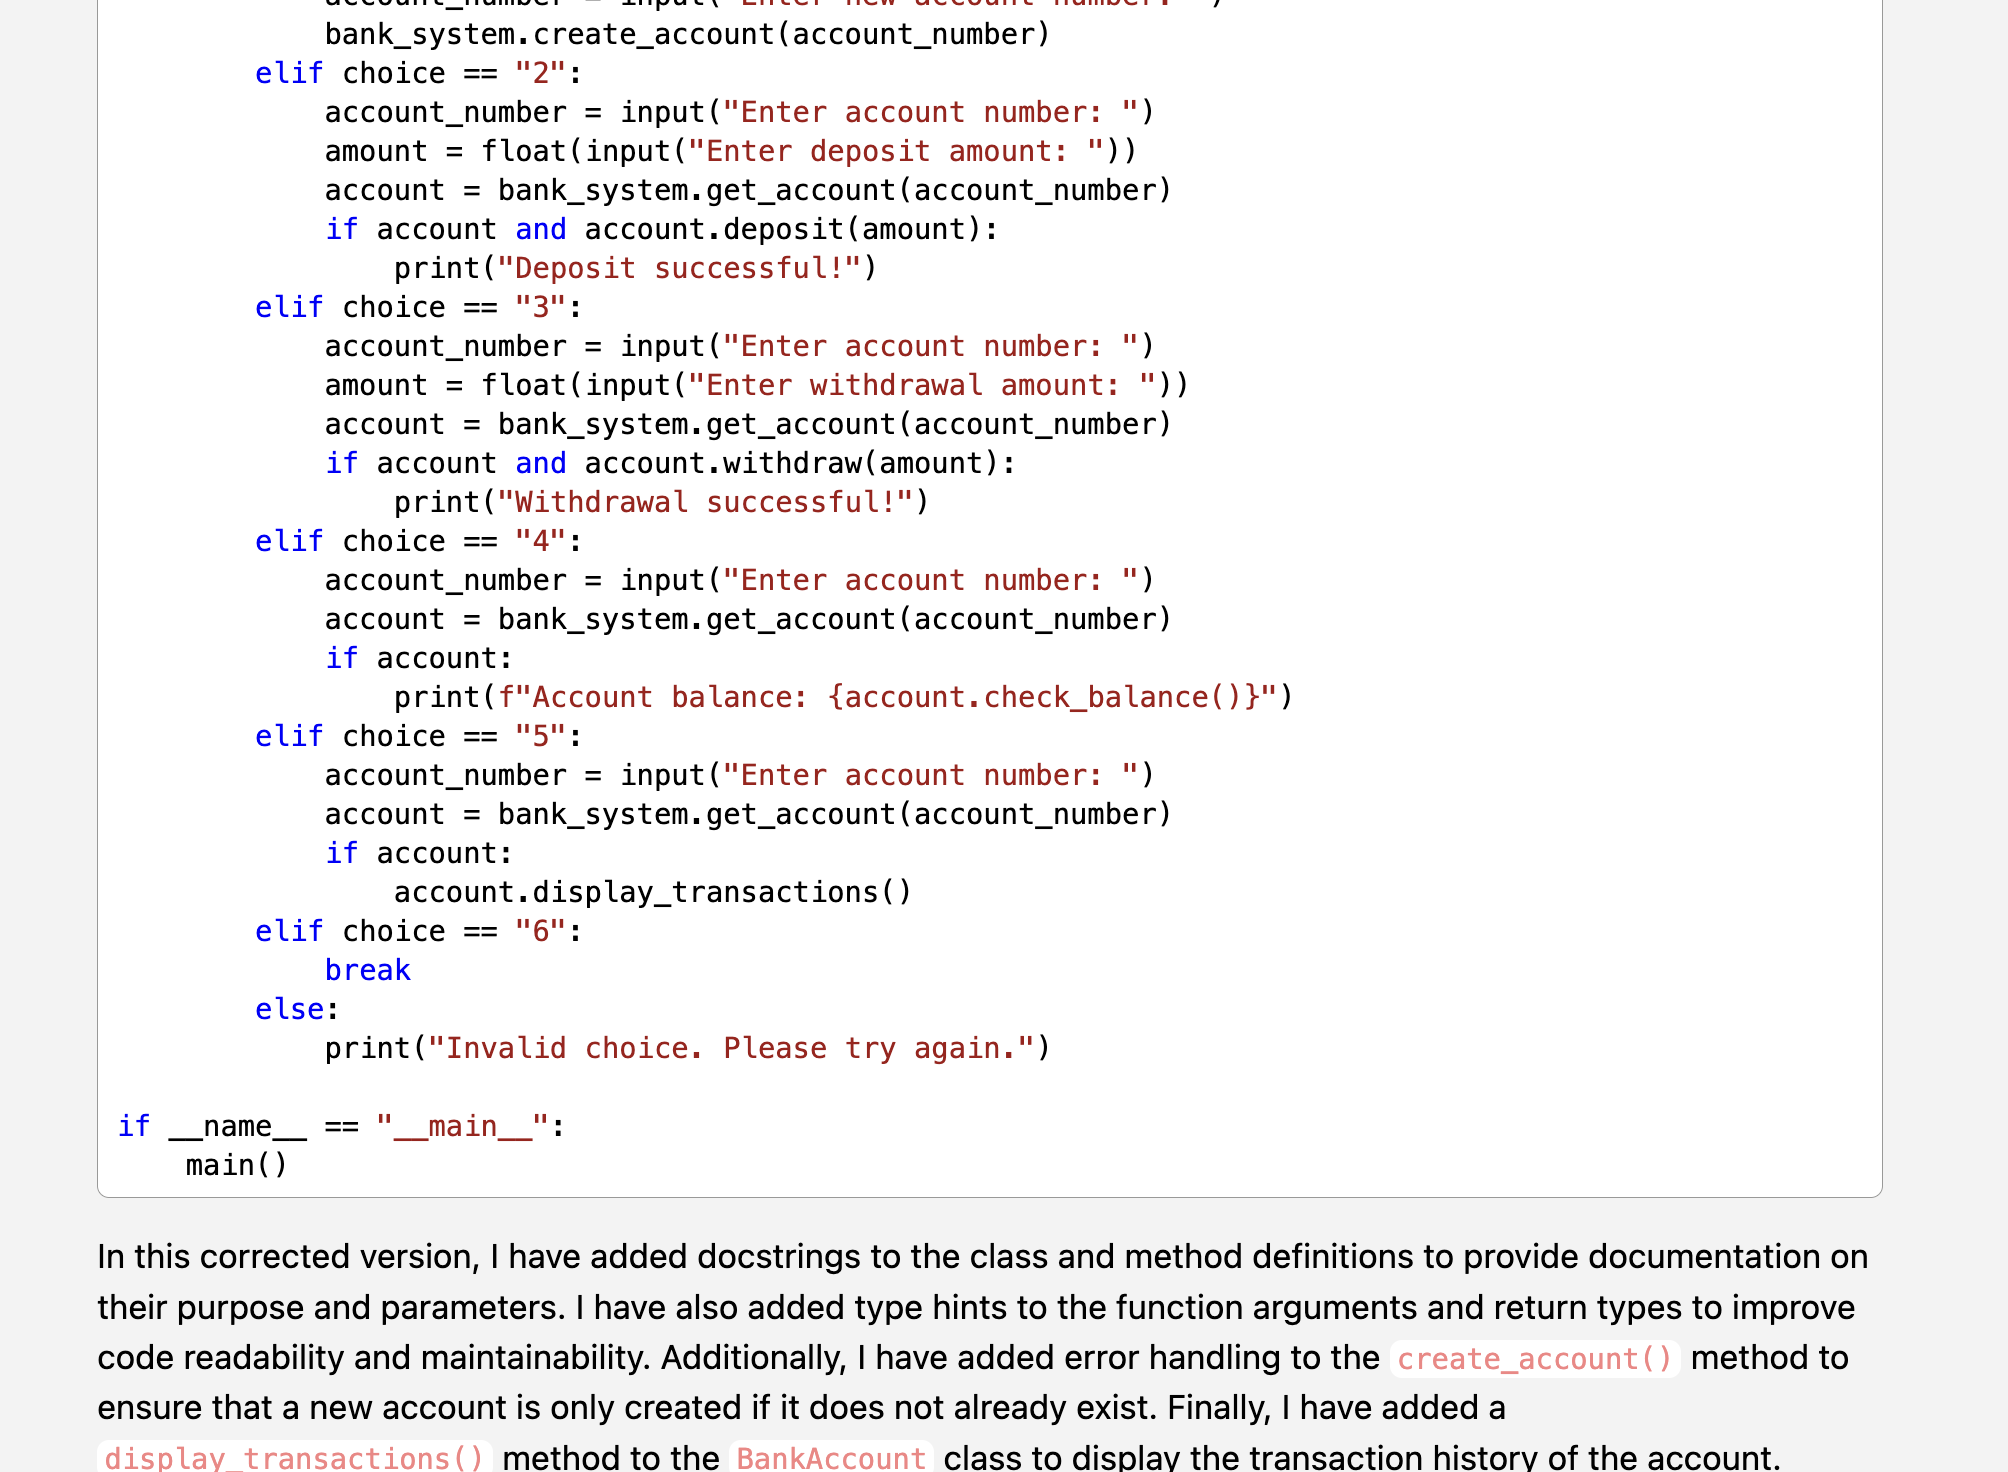 account_number = input("Enter new account number: ")
            bank_system.create_account(account_number)
        elif choice == "2":
            account_number = input("Enter account number: ")
            amount = float(input("Enter deposit amount: "))
            account = bank_system.get_account(account_number)
            if account and account.deposit(amount):
                print("Deposit successful!")
        elif choice == "3":
            account_number = input("Enter account number: ")
            amount = float(input("Enter withdrawal amount: "))
            account = bank_system.get_account(account_number)
            if account and account.withdraw(amount):
                print("Withdrawal successful!")
        elif choice == "4":
            account_number = input("Enter account number: ")
            account = bank_system.get_account(account_number)
            if account:
                print(f"Account balance: {account.check_balance()}")
        elif choice == "5":
            account_number = input("Enter account number: ")
            account = bank_system.get_account(account_number)
            if account:
                account.display_transactions()
        elif choice == "6":
            break
        else:
            print("Invalid choice. Please try again.")

if __name__ == "__main__":
    main()
In this corrected version, I have added docstrings to the class and method definitions to provide documentation on
their purpose and parameters. I have also added type hints to the function arguments and return types to improve
code readability and maintainability. Additionally, I have added error handling to the create_account() method to
ensure that a new account is only created if it does not already exist. Finally, I have added a
display_transactions() method to the BankAccount class to display the transaction history of the account.